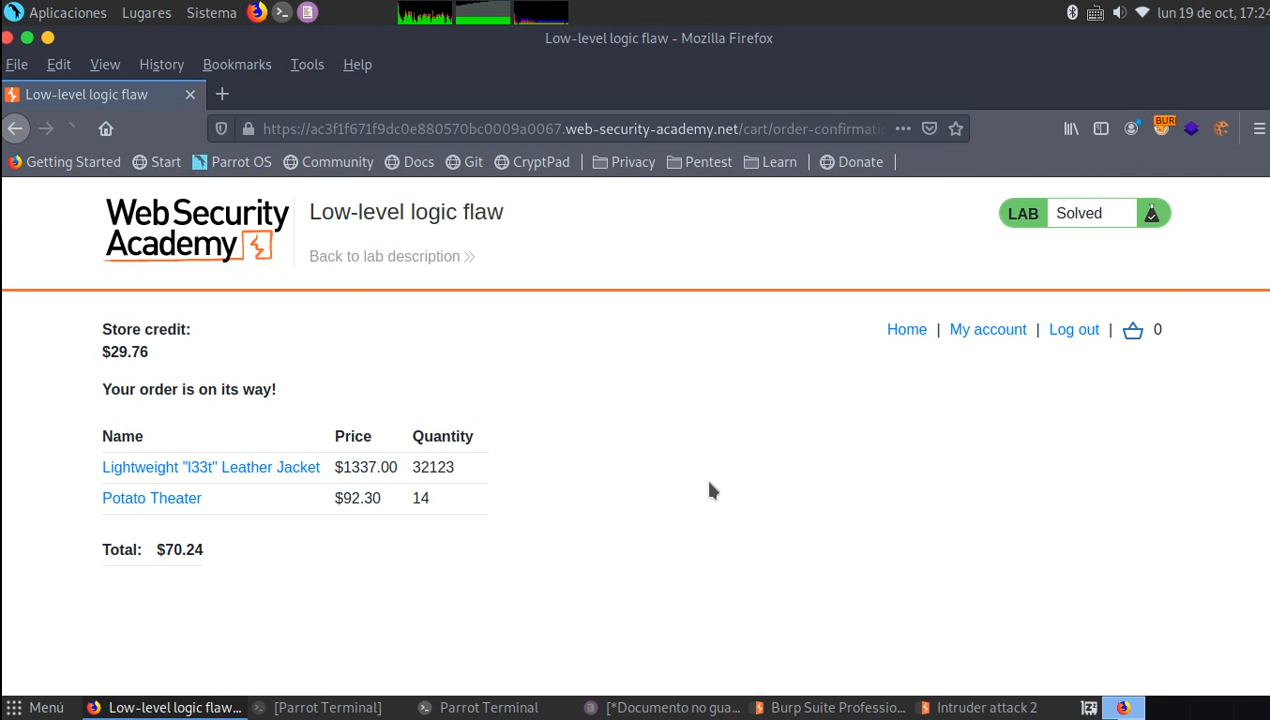 Aplicaciones Lugares Sistema lun 19 de oct, 17:24
Low-level logic flaw - Mozilla Firefox
File Edit View History Bookmarks Tools Help
Low-level logic flaw
https://ac3f1f671f9dc0e880570bc0009a0067.web-security-academy.net/cart/order-confirmatio
BUR
Getting Started Start Parrot OS Community Docs Git CryptPad Privacy Pentest Learn Donate
Web Security Academy
Low-level logic flaw
Back to lab description
LAB Solved
Store credit:
$29.76
Home | My account | Log out | 0
Your order is on its way!
Name Price Quantity
Lightweight "l33t" Leather Jacket $1337.00 32123
Potato Theater $92.30 14
Total: $70.24
Menú Low-level logic flaw... [Parrot Terminal] Parrot Terminal [*Documento no gua... Burp Suite Professio... Intruder attack 2